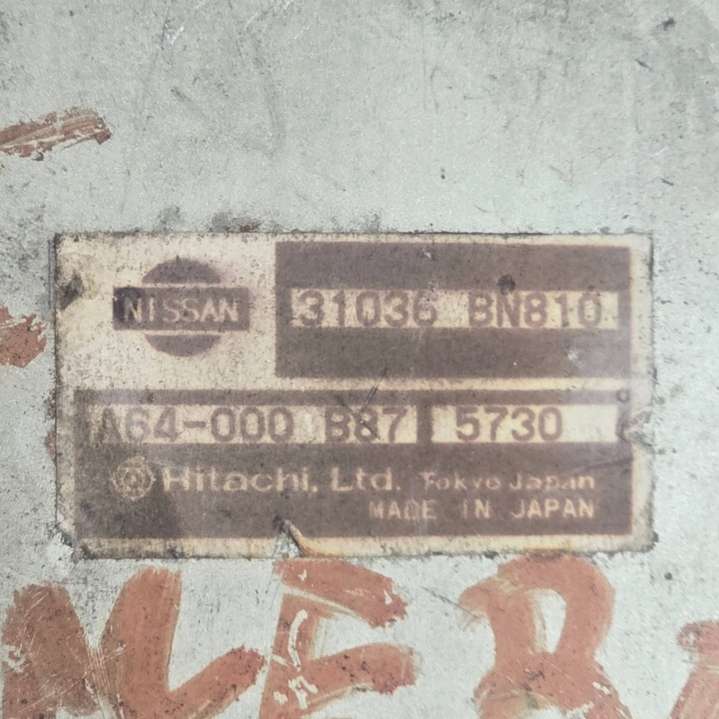 NISSAN
31036 BN810
A64-000 B87 5730
Hitachi, Ltd. Tokyo Japan
MADE IN JAPAN